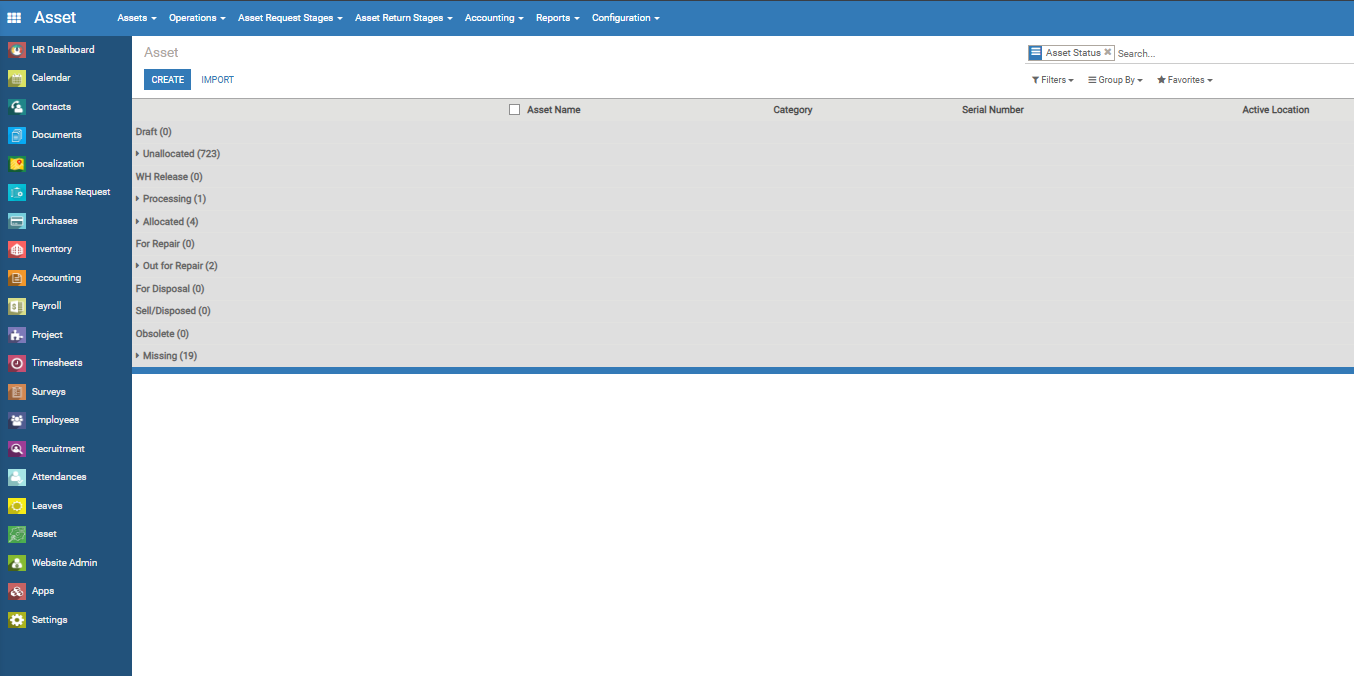 Asset
Assets Operations Asset Request Stages Asset Return Stages Accounting Reports Configuration
HR Dashboard
Calendar
Contacts
Documents
Localization
Purchase Request
Purchases
Inventory
Accounting
Payroll
Project
Timesheets
Surveys
Employees
Recruitment
Attendances
Leaves
Asset
Website Admin
Apps
Settings
Asset
Asset Status Search...
CREATE IMPORT
Filters Group By Favorites
Asset Name Category Serial Number Active Location
Draft (0)
Unallocated (723)
WH Release (0)
Processing (1)
Allocated (4)
For Repair (0)
Out for Repair (2)
For Disposal (0)
Sell/Disposed (0)
Obsolete (0)
Missing (19)